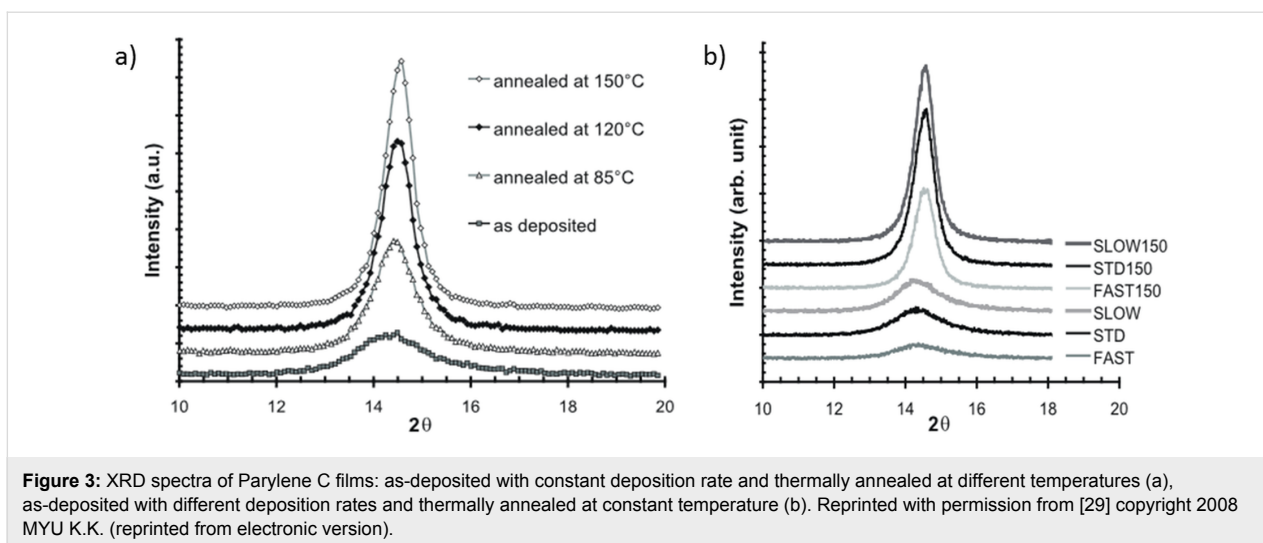 a)
Intensity (a.u.)
annealed at 150°C
annealed at 120°C
annealed at 85°C
as deposited
10 12 14 16 18 20
2θ
b)
Intensity (arb. unit)
SLOW150
STD150
FAST150
SLOW
STD
FAST
10 12 14 16 18 20
2θ
Figure 3: XRD spectra of Parylene C films: as-deposited with constant deposition rate and thermally annealed at different temperatures (a),
as-deposited with different deposition rates and thermally annealed at constant temperature (b). Reprinted with permission from [29] copyright 2008
MYU K.K. (reprinted from electronic version).